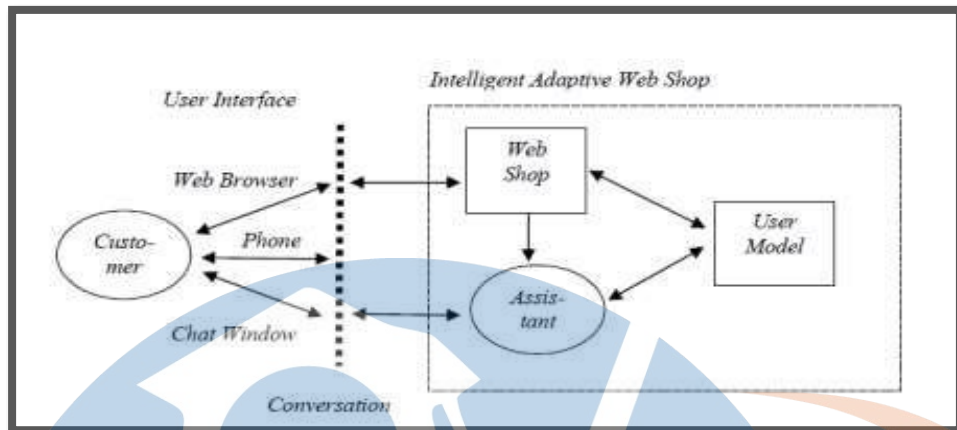 Intelligent Adaptive Web Shop
User Interface
Web
Shop
Web Browser
User
Model
Custo-
mer
Phone
Assis-
tant
Chat Window
Conversation